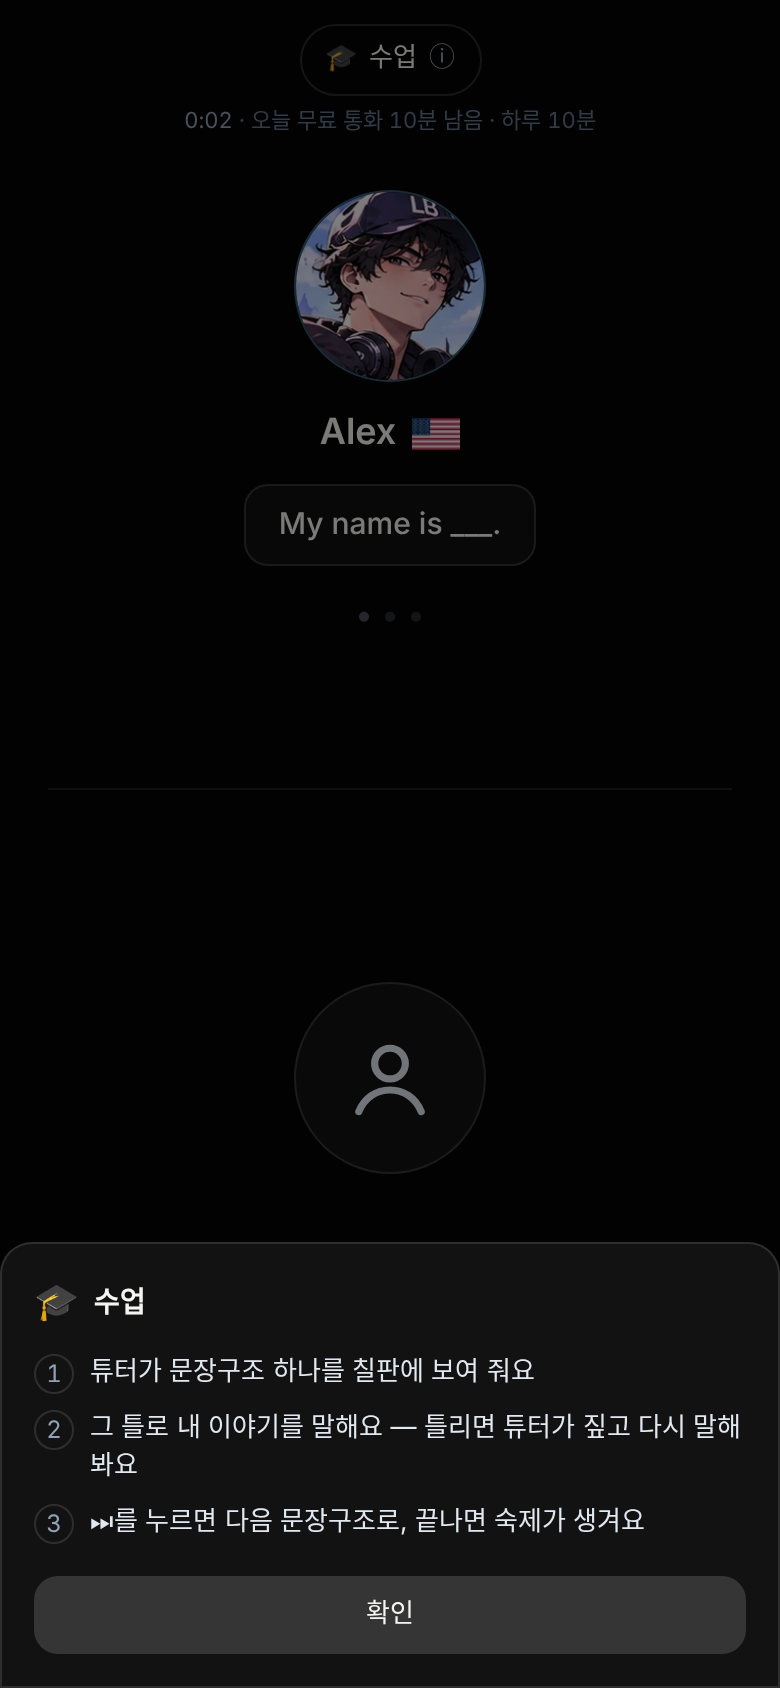 🎓 수업 ⓘ
0:02 · 오늘 무료 통화 10분 남음 · 하루 10분
LB
Alex 🇺🇸
My name is ___.
🎓 수업
1 튜터가 문장구조 하나를 칠판에 보여 줘요
2 그 틀로 내 이야기를 말해요 — 틀리면 튜터가 짚고 다시 말해
봐요
3 ⏭를 누르면 다음 문장구조로, 끝나면 숙제가 생겨요
확인